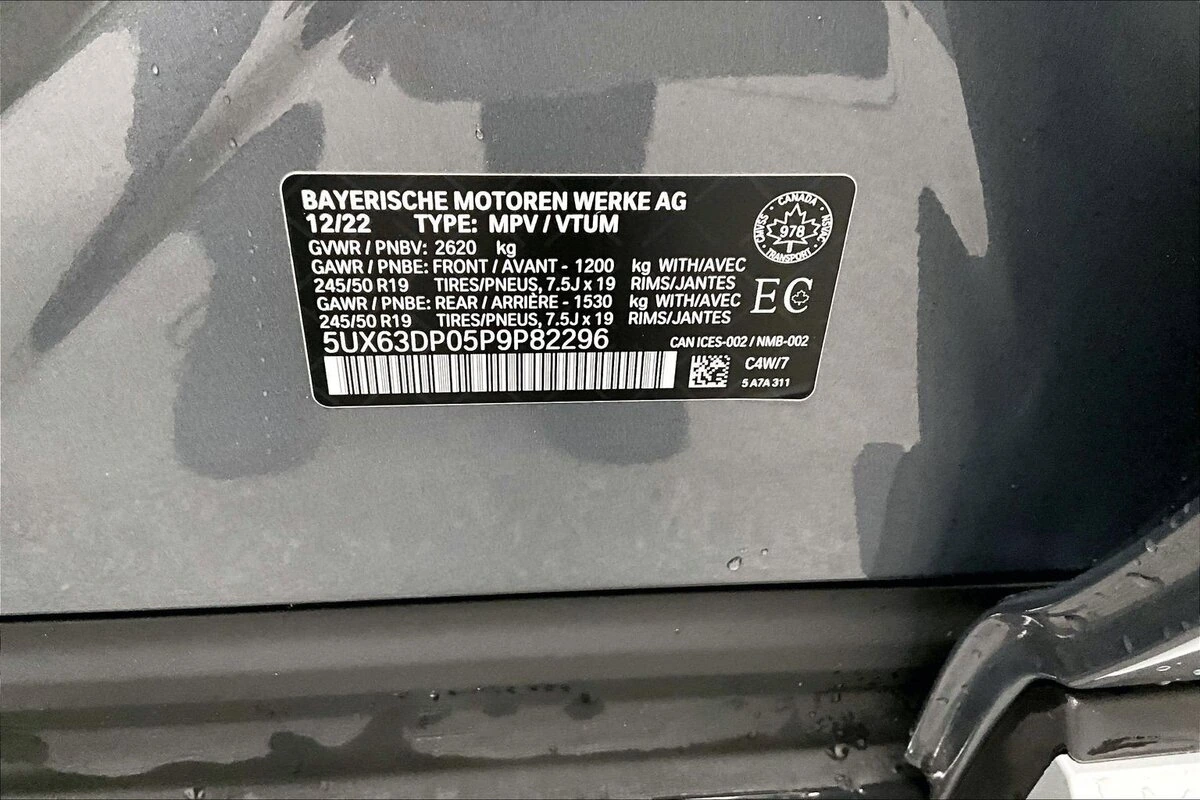 BAYERISCHE MOTOREN WERKE AG
12/22 TYPE: MPV / VTUM
GVWR / PNBV: 2620 kg
GAWR / PNBE: FRONT / AVANT - 1200 kg WITH/AVEC
245/50 R19 TIRES/PNEUS, 7.5J x 19 RIMS/JANTES
GAWR / PNBE: REAR / ARRIÈRE - 1530 kg WITH/AVEC
245/50 R19 TIRES/PNEUS, 7.5J x 19 RIMS/JANTES
5UX63DP05P9P82296
CANADA
978
TRANSPORT
NSVAC
SSVMC
EC
CAN ICES-002 / NMB-002
C4W/7
5 A7A 311